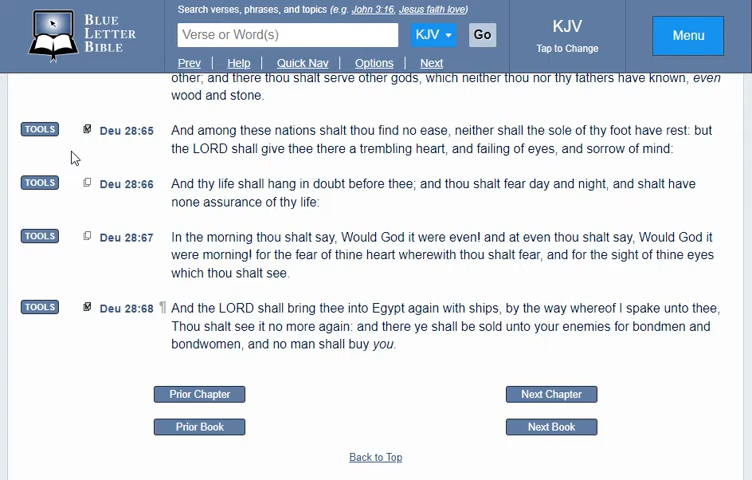 BLUE
LETTER
BIBLE
Search verses, phrases, and topics (e.g. John 3:16, Jesus faith love)
Verse or Word(s)
KJV
Go
Prev
Help
Quick Nav
Options
Next
KJV
Tap to Change
Menu
other; and there thou shalt serve other gods, which neither thou nor thy fathers have known, even
wood and stone.
TOOLS Deu 28:65 And among these nations shalt thou find no ease, neither shall the sole of thy foot have rest: but
the LORD shall give thee there a trembling heart, and failing of eyes, and sorrow of mind:
TOOLS Deu 28:66 And thy life shall hang in doubt before thee; and thou shalt fear day and night, and shalt have
none assurance of thy life:
TOOLS Deu 28:67 In the morning thou shalt say, Would God it were even! and at even thou shalt say, Would God it
were morning! for the fear of thine heart wherewith thou shalt fear, and for the sight of thine eyes
which thou shalt see.
TOOLS Deu 28:68 ¶ And the LORD shall bring thee into Egypt again with ships, by the way whereof I spake unto thee,
Thou shalt see it no more again: and there ye shall be sold unto your enemies for bondmen and
bondwomen, and no man shall buy you.
Prior Chapter
Next Chapter
Prior Book
Next Book
Back to Top